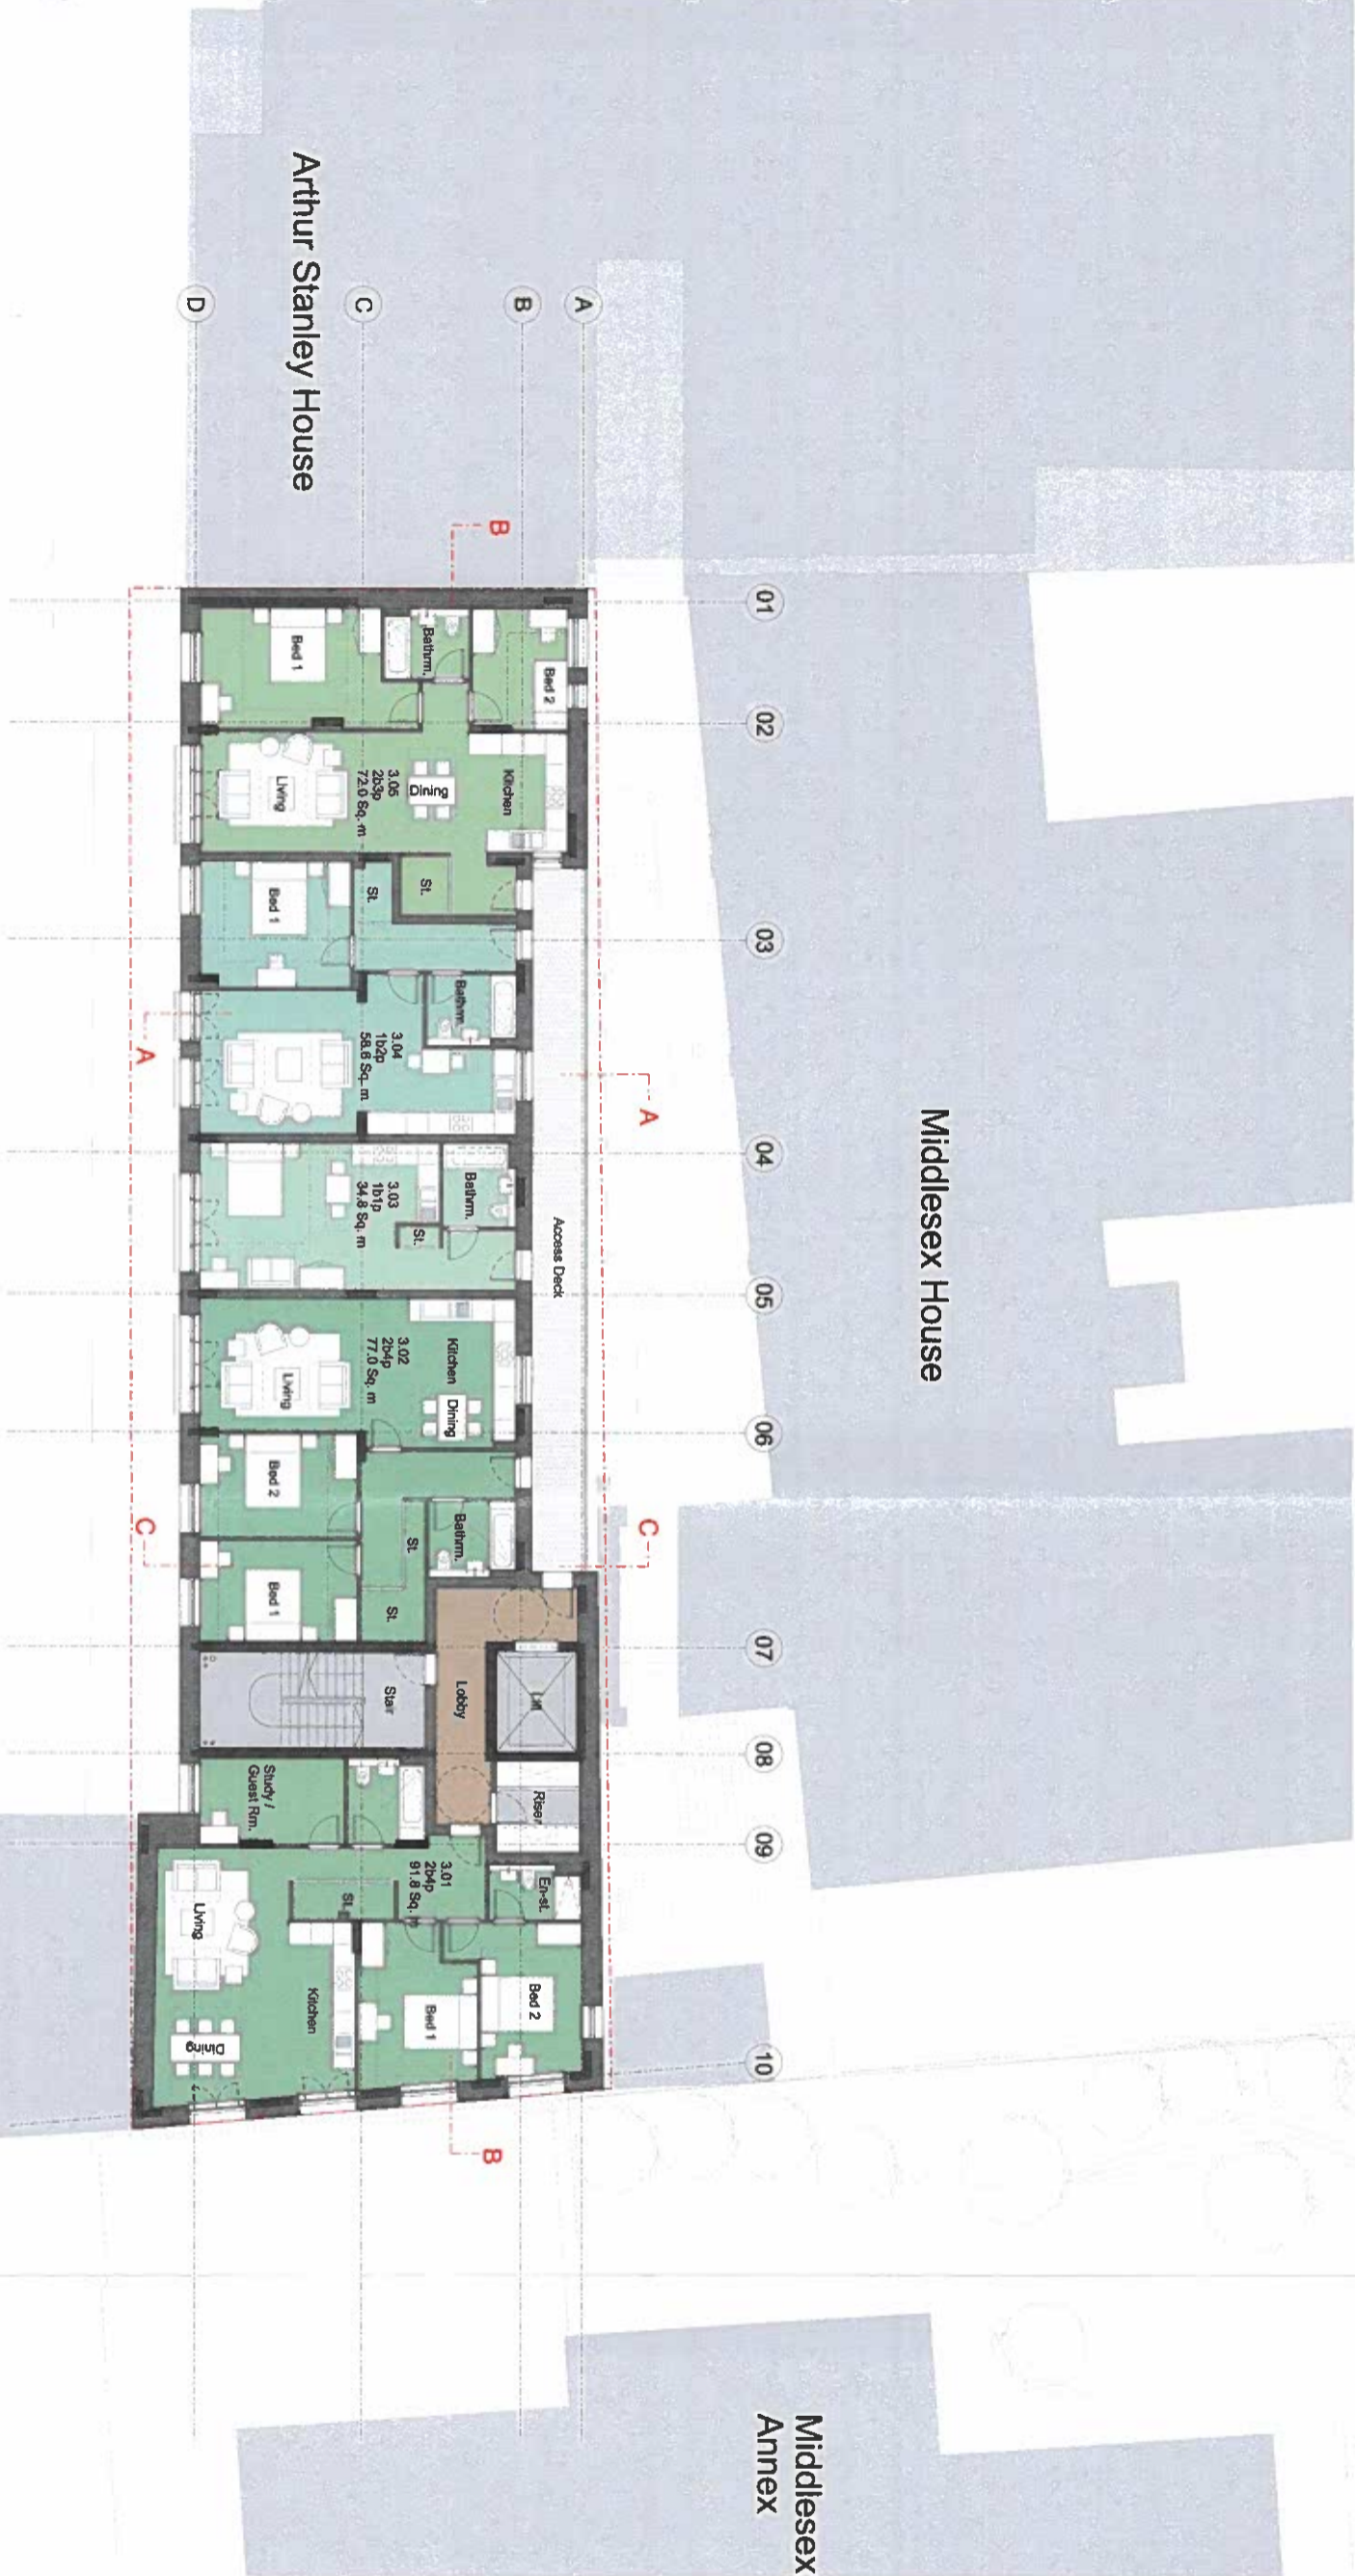 Middlesex House
Arthur Stanley House
Middlesex
Annex
01
02
03
04
05
06
07
08
09
10
A
B
C
D
B
B
A
A
C
C
Access Deck
Bed 2
Bathrm.
Bed 1
Kitchen
Dining
3.05
2b3p
72.0 Sq. m
Living
St.
St.
Bed 1
Bathrm.
3.04
1b2p
58.6 Sq. m
Bathrm.
3.03
1b1p
34.8 Sq. m
St.
Kitchen
Dining
3.02
2b4p
77.0 Sq. m
Living
Bed 2
Bathrm.
St.
St.
Bed 1
Lift
Lobby
Stair
Riser
Study /
Guest Rm.
3.01
2b4p
91.8 Sq. m
En-st.
St.
Bed 2
Bed 1
Kitchen
Living
Dining